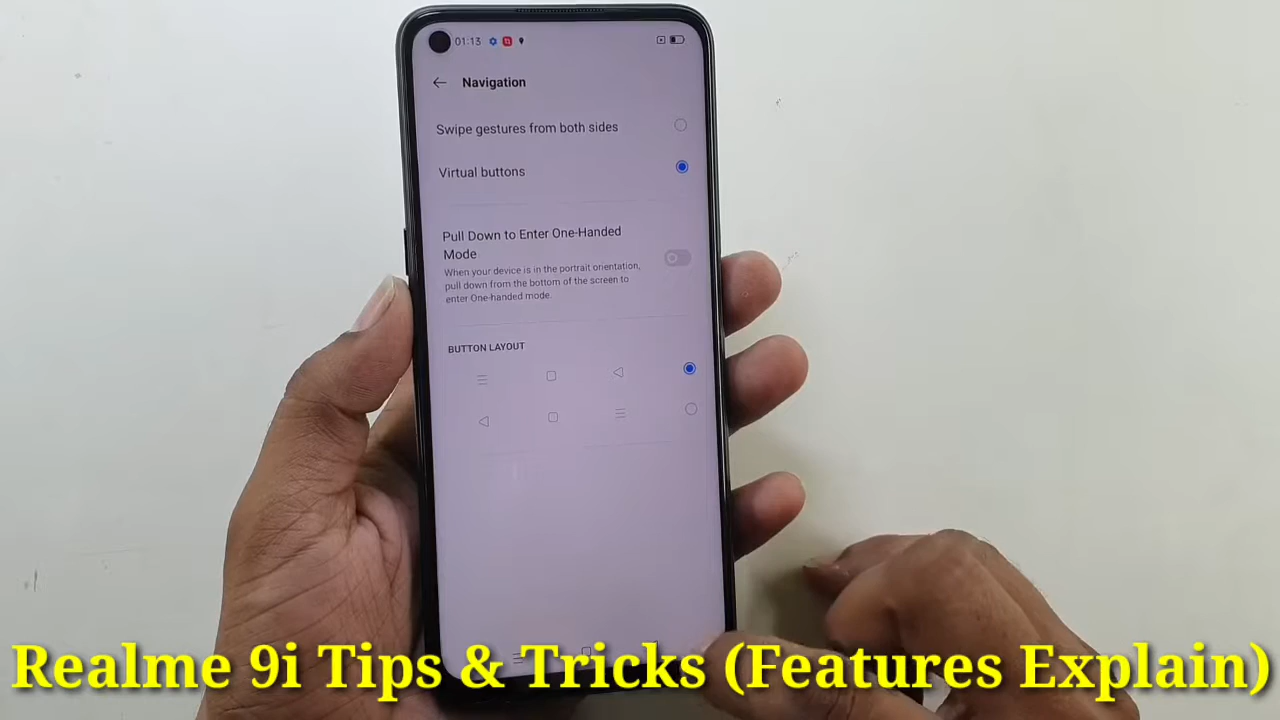 01:13
Navigation
Swipe gestures from both sides
Virtual buttons
Pull Down to Enter One-Handed
Mode
When your device is in the portrait orientation,
pull down from the bottom of the screen to
enter One-handed mode.
BUTTON LAYOUT
Realme 9i Tips & Tricks (Features Explain)